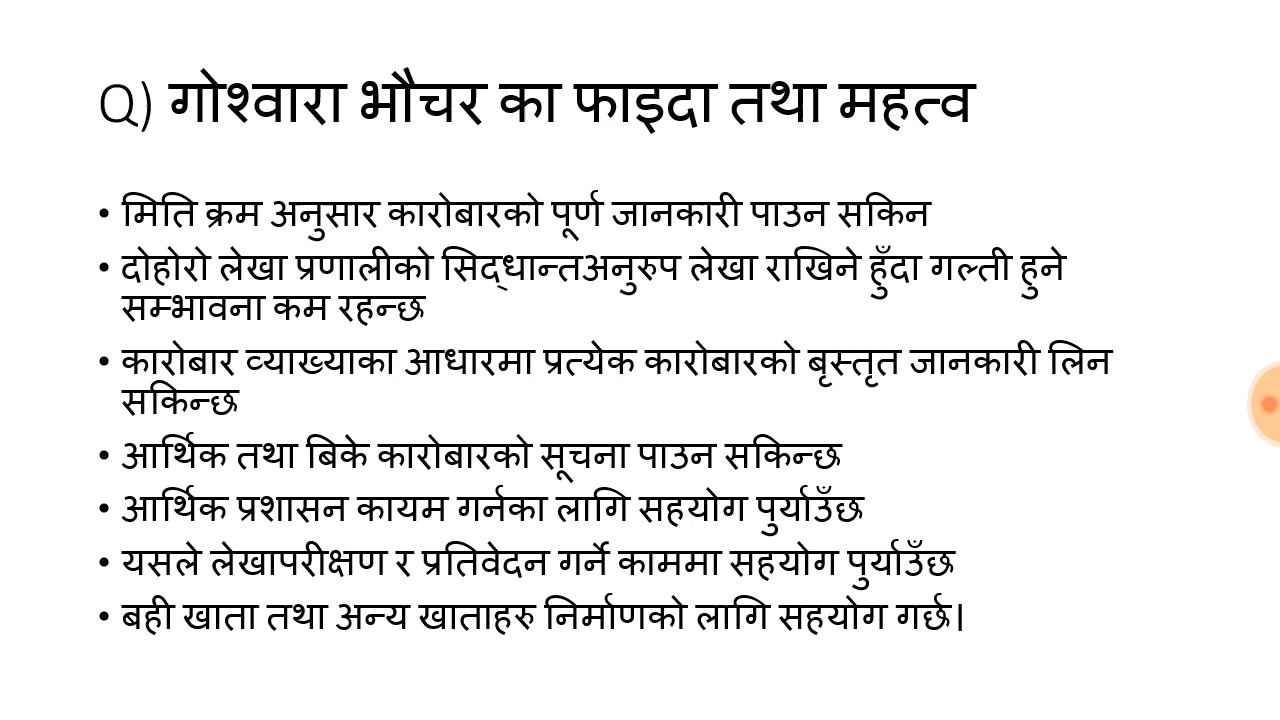 Q) गोश्वारा भौचर का फाइदा तथा महत्व
• मिति क्रम अनुसार कारोबारको पूर्ण जानकारी पाउन सकिन
• दोहोरो लेखा प्रणालीको सिद्धान्तअनुरुप लेखा राखिने हुँदा गल्ती हुने
सम्भावना कम रहन्छ
• कारोबार व्याख्याका आधारमा प्रत्येक कारोबारको बृस्तृत जानकारी लिन
सकिन्छ
• आर्थिक तथा बिके कारोबारको सूचना पाउन सकिन्छ
• आर्थिक प्रशासन कायम गर्नका लागि सहयोग पुर्याउँछ
• यसले लेखापरीक्षण र प्रतिवेदन गर्ने काममा सहयोग पुर्याउँछ
• बही खाता तथा अन्य खाताहरु निर्माणको लागि सहयोग गर्छ।